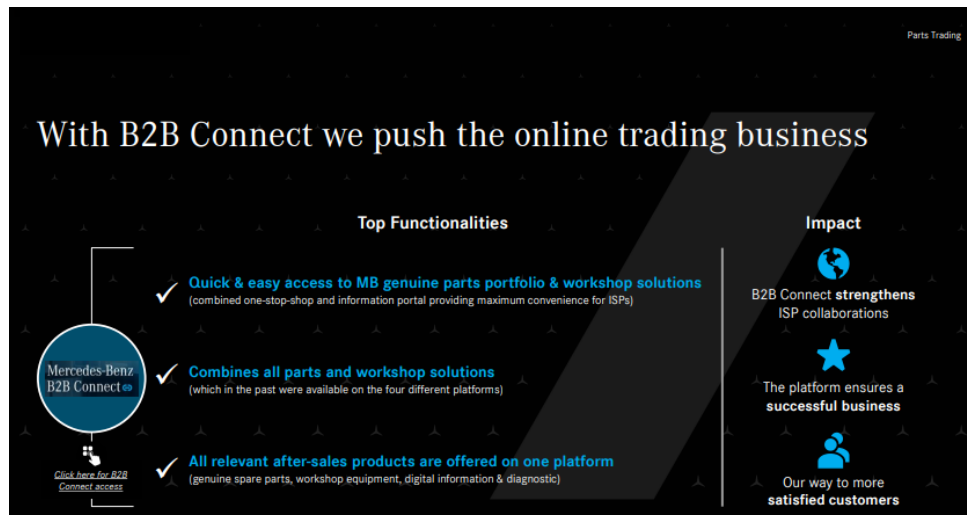 Parts Trading
With B2B Connect we push the online trading business
Top Functionalities
Impact
Quick & easy access to MB genuine parts portfolio & workshop solutions
(combined one-stop-shop and information portal providing maximum convenience for ISPs)
B2B Connect strengthens
ISP collaborations
Mercedes-Benz
B2B Connect
Combines all parts and workshop solutions
(which in the past were available on the four different platforms)
The platform ensures a
successful business
Click here for B2B
Connect access
All relevant after-sales products are offered on one platform
(genuine spare parts, workshop equipment, digital information & diagnostic)
Our way to more
satisfied customers